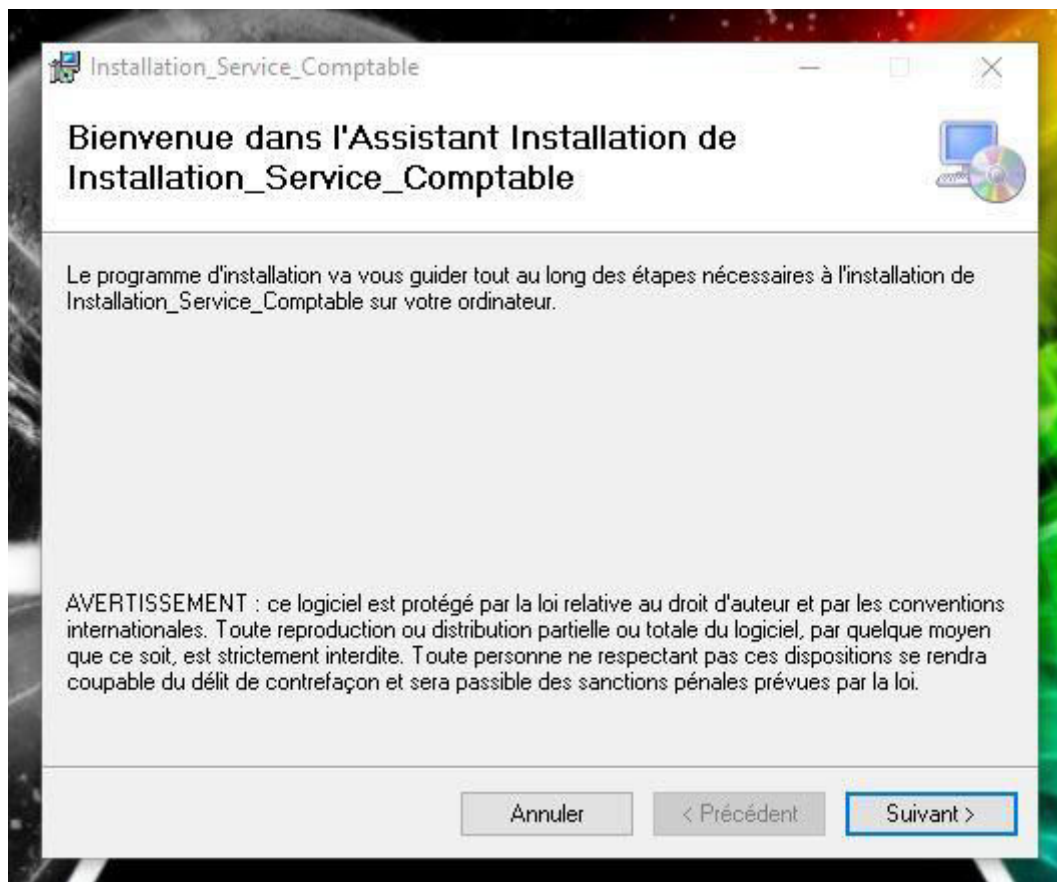 Installation_Service_Comptable
Bienvenue dans l'Assistant Installation de
Installation_Service_Comptable
Le programme d'installation va vous guider tout au long des étapes nécessaires à l'installation de
Installation_Service_Comptable sur votre ordinateur.
AVERTISSEMENT : ce logiciel est protégé par la loi relative au droit d'auteur et par les conventions
internationales. Toute reproduction ou distribution partielle ou totale du logiciel, par quelque moyen
que ce soit, est strictement interdite. Toute personne ne respectant pas ces dispositions se rendra
coupable du délit de contrefaçon et sera passible des sanctions pénales prévues par la loi.
Annuler < Précédent Suivant >